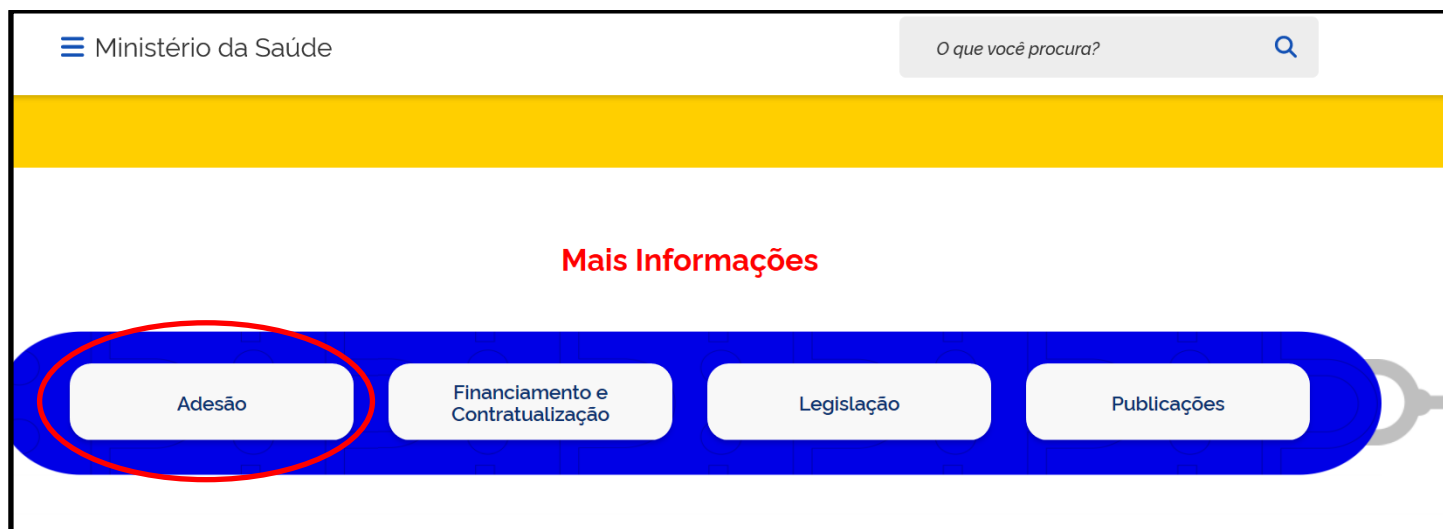 Ministério da Saúde
O que você procura?
Mais Informações
Adesão
Financiamento e
Contratualização
Legislação
Publicações